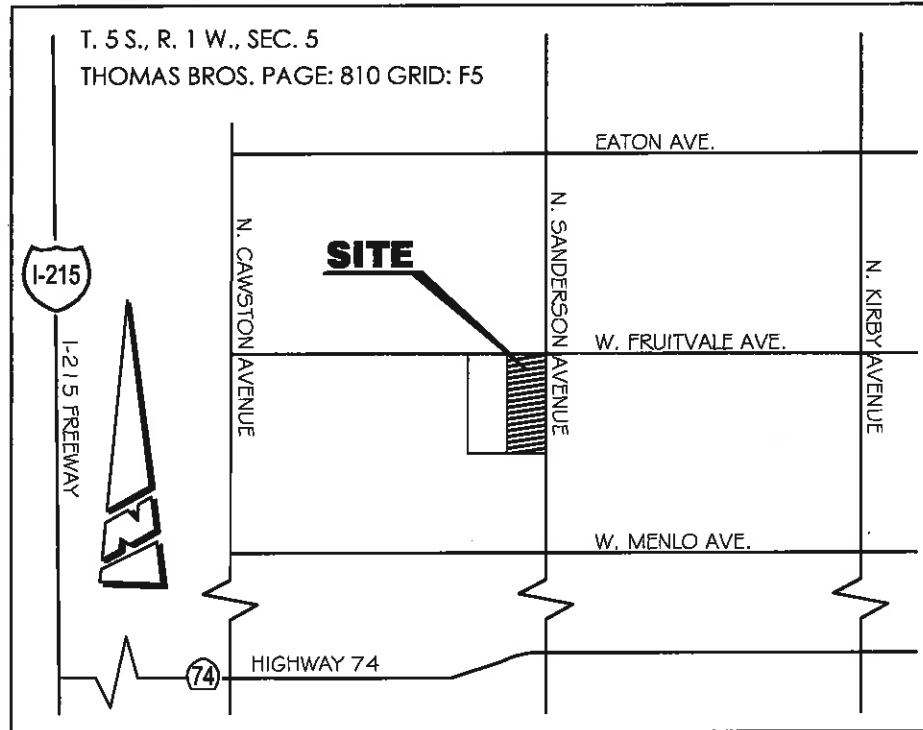 T. 5 S., R. 1 W., SEC. 5
THOMAS BROS. PAGE: 810 GRID: F5
EATON AVE.
N. CAWSTON AVENUE
N. SANDERSON AVENUE
SITE
I-215
N. KIRBY AVENUE
W. FRUITVALE AVE.
I-215 FREEWAY
N
W. MENLO AVE.
74
HIGHWAY 74